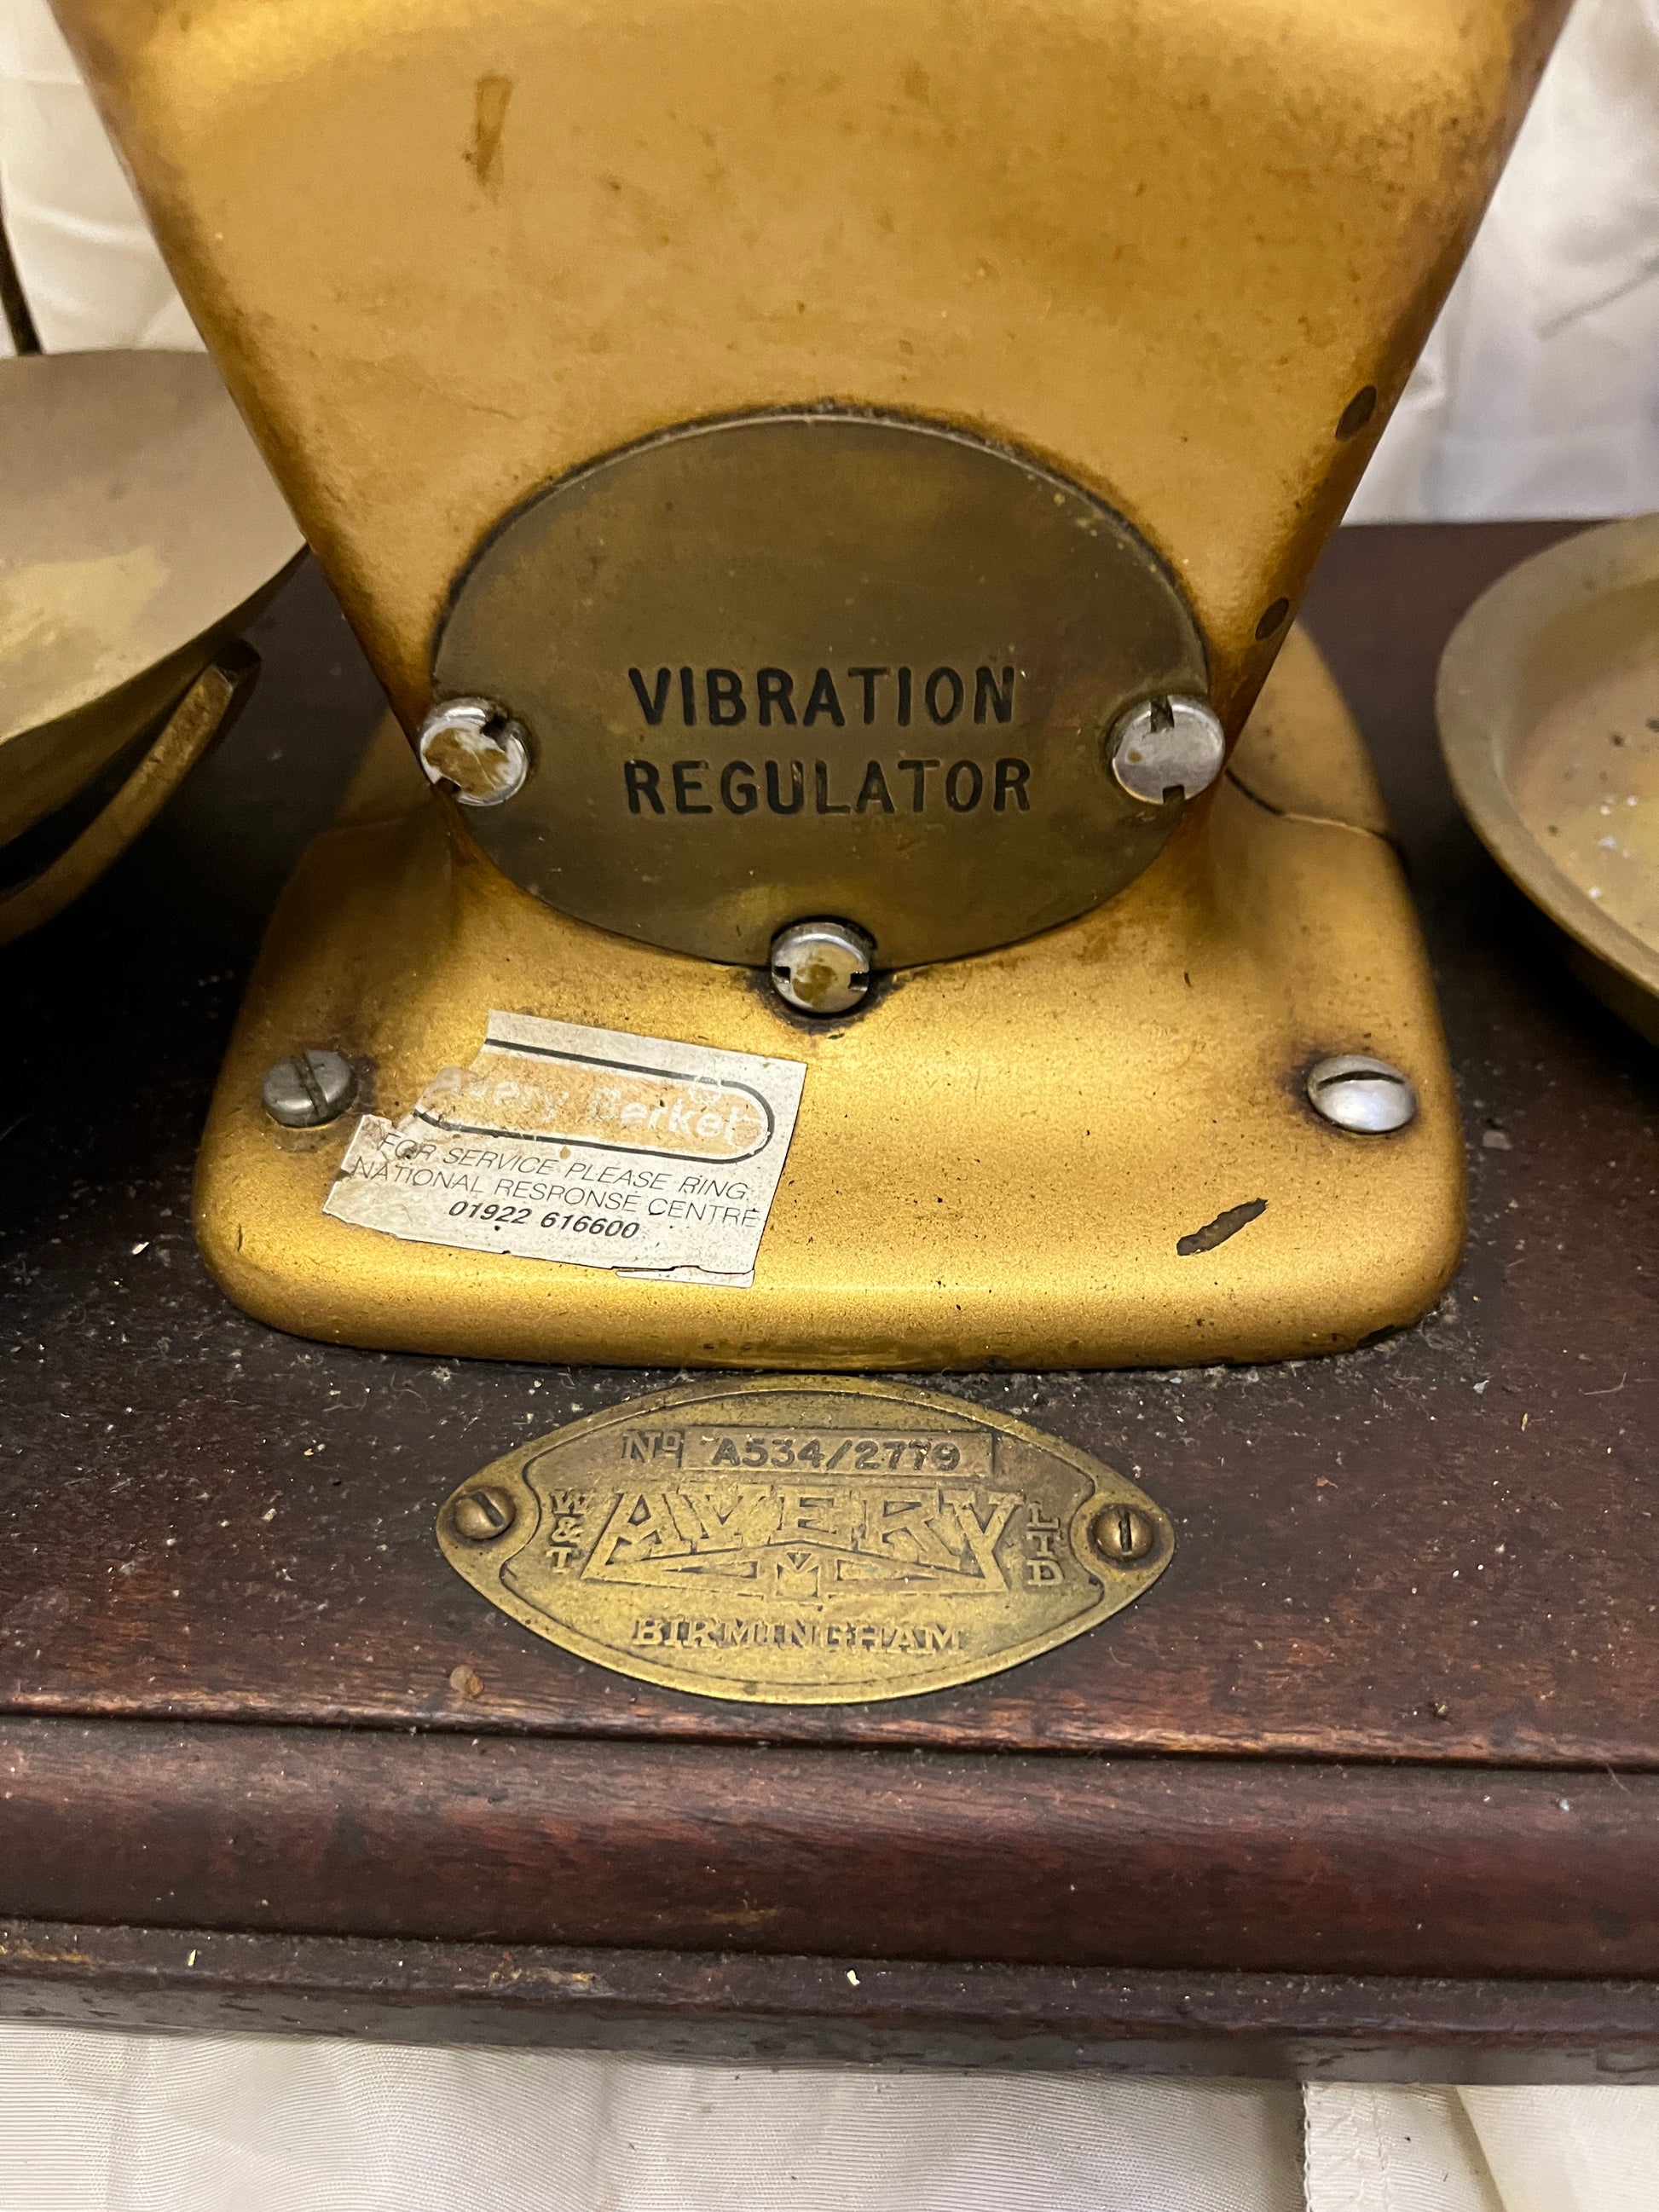 VIBRATION
REGULATOR
Avery Berkel
FOR SERVICE PLEASE RING
NATIONAL RESPONSE CENTRE
01922 616600
Nº A534/2779
W&T AVERY LTD
BIRMINGHAM